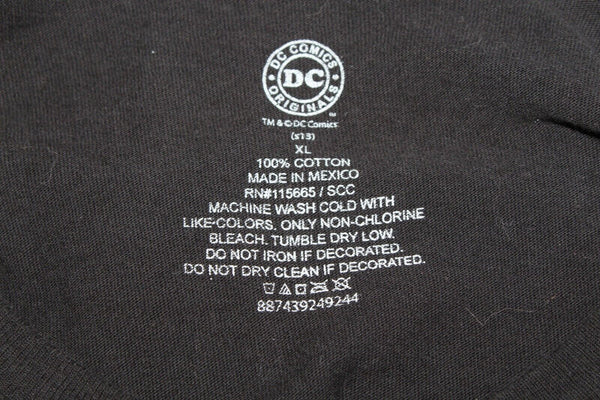 DC COMICS
DC
ORIGINALS
TM & © DC Comics
(s13)
XL
100% COTTON
MADE IN MEXICO
RN#115665 / SCC
MACHINE WASH COLD WITH
LIKE-COLORS, ONLY NON-CHLORINE
BLEACH. TUMBLE DRY LOW.
DO NOT IRON IF DECORATED.
DO NOT DRY CLEAN IF DECORATED.
887439249244